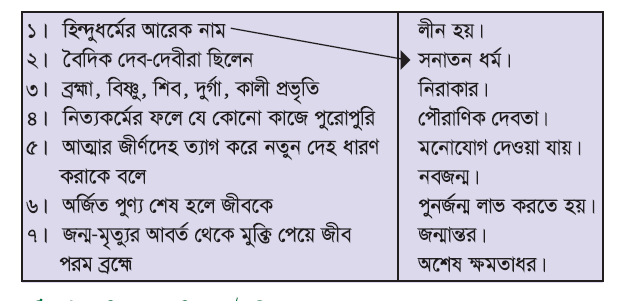 ১। হিন্দুধর্মের আরেক নাম	লীন হয়।
২। বৈদিক দেব-দেবীরা ছিলেন	সনাতন ধর্ম।
৩। ব্রহ্মা, বিষ্ণু, শিব, দুর্গা, কালী প্রভৃতি	নিরাকার।
৪। নিত্যকর্মের ফলে যে কোনো কাজে পুরোপুরি	পৌরাণিক দেবতা।
৫। আত্মার জীর্ণদেহ ত্যাগ করে নতুন দেহ ধারণ	মনোযোগ দেওয়া যায়।
করাকে বলে	নবজন্ম।
৬। অর্জিত পুণ্য শেষ হলে জীবকে	পুনর্জন্ম লাভ করতে হয়।
৭। জন্ম-মৃত্যুর আবর্ত থেকে মুক্তি পেয়ে জীব	জন্মান্তর।
পরম ব্রহ্মে	অশেষ ক্ষমতাধর।